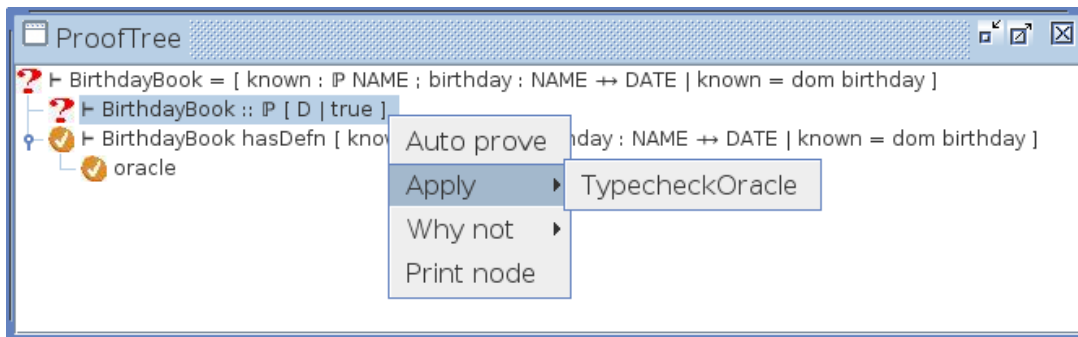 ProofTree
? ⊢ BirthdayBook = [ known : ℙ NAME ; birthday : NAME ⇸ DATE | known = dom birthday ]
? ⊢ BirthdayBook :: ℙ [ D | true ]
⊢ BirthdayBook hasDefn [ know day : NAME ⇸ DATE | known = dom birthday ]
oracle
Auto prove
Apply
TypecheckOracle
Why not
Print node